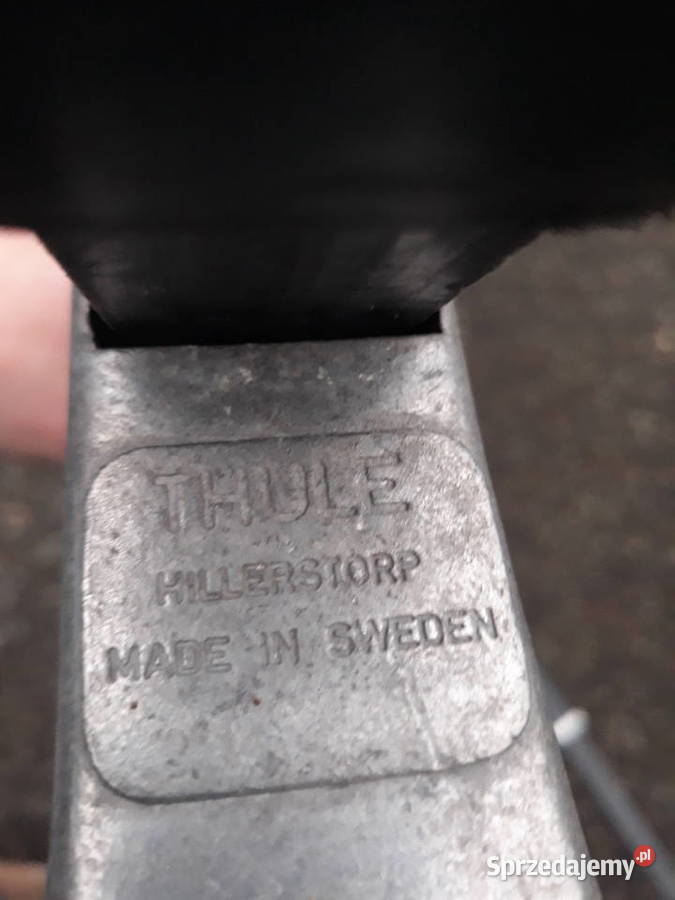 THULE
HILLERSTORP
MADE IN SWEDEN
Sprzedajemy.pl